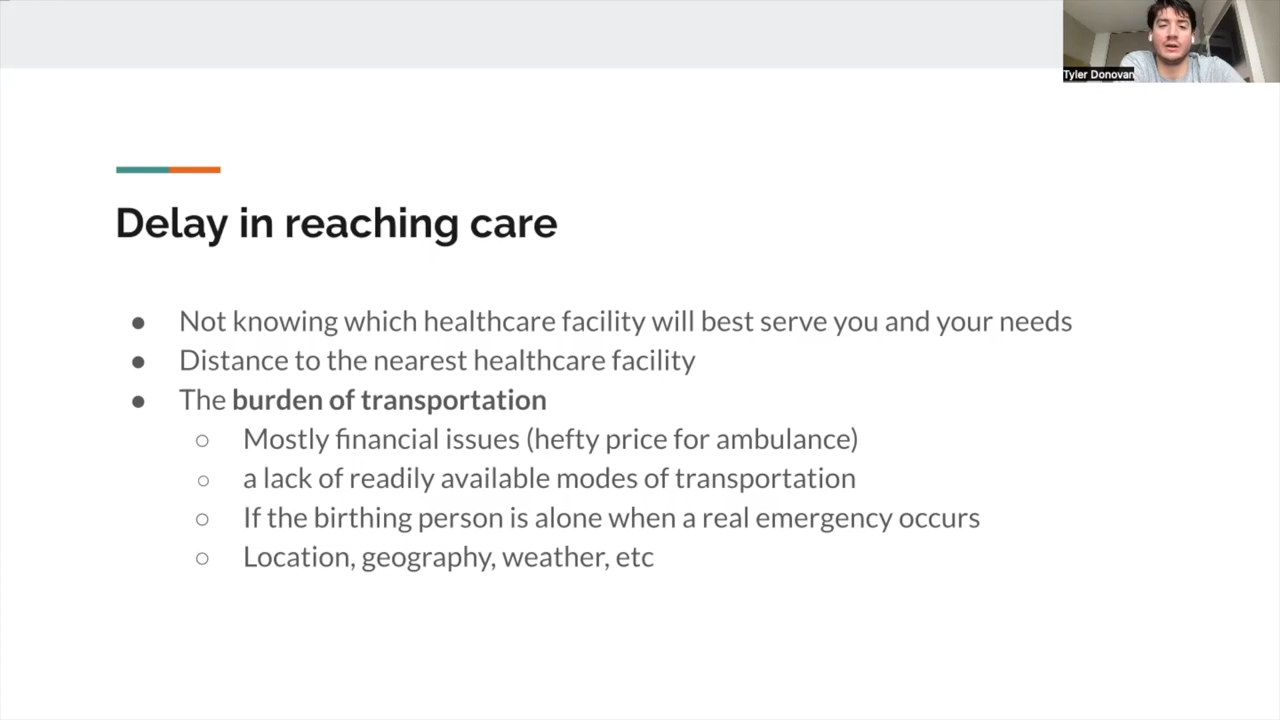 Tyler Donovan
Delay in reaching care
● Not knowing which healthcare facility will best serve you and your needs
● Distance to the nearest healthcare facility
● The burden of transportation
○ Mostly financial issues (hefty price for ambulance)
○ a lack of readily available modes of transportation
○ If the birthing person is alone when a real emergency occurs
○ Location, geography, weather, etc